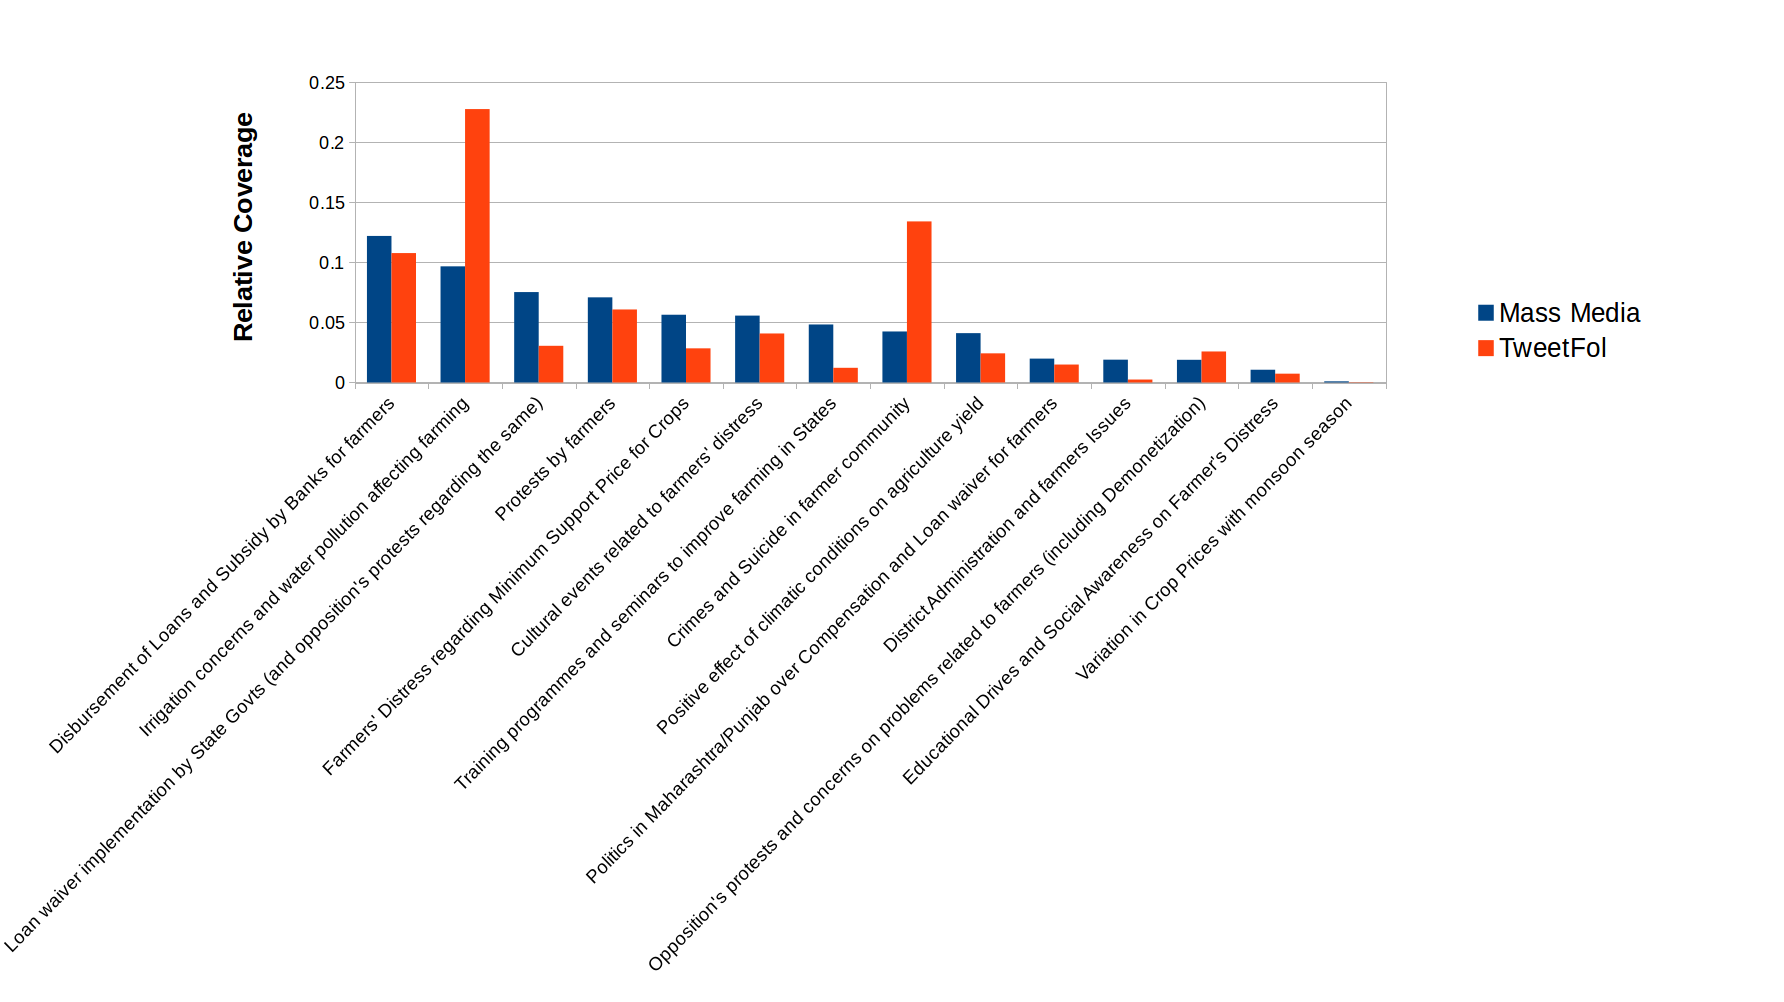 0.25
0.2
0.15
0.1
0.05
0
Relative Coverage
Disbursement of Loans and Subsidy by Banks for farmers
Irrigation concerns and water pollution affecting farming
Loan waiver implementation by State Govts (and opposition's protests regarding the same)
Protests by farmers
Farmers' Distress regarding Minimum Support Price for Crops
Cultural events related to farmers' distress
Training programmes and seminars to improve farming in States
Crimes and Suicide in farmer community
Positive effect of climatic conditions on agriculture yield
Politics in Maharashtra/Punjab over Compensation and Loan waiver for farmers
District Administration and farmers Issues
Opposition's protests and concerns on problems related to farmers (including Demonetization)
Educational Drives and Social Awareness on Farmer's Distress
Variation in Crop Prices with monsoon season
Mass Media
TweetFol